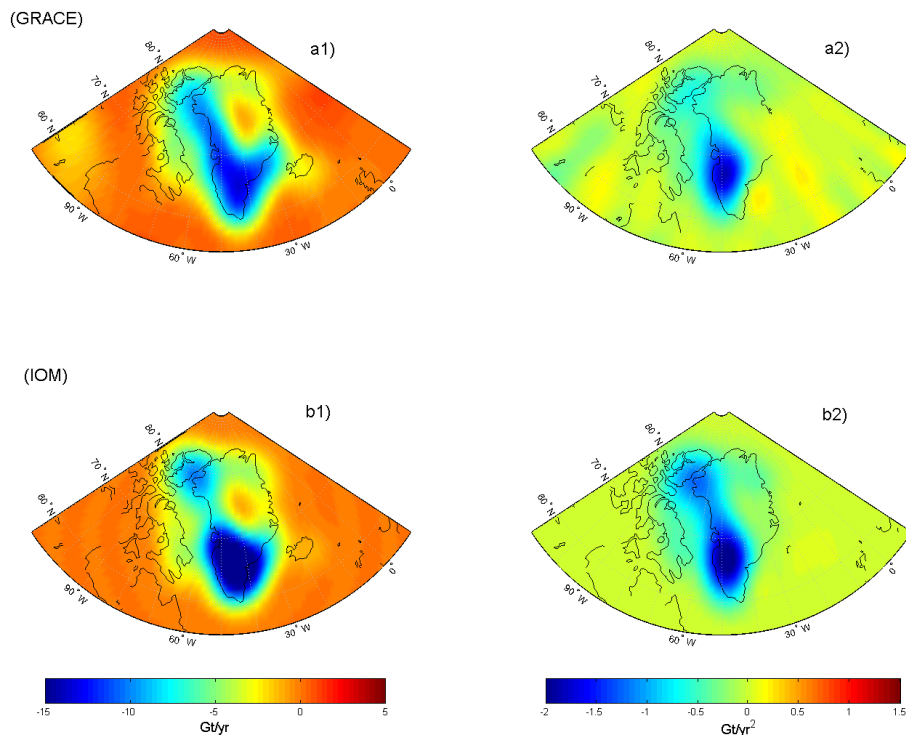 (GRACE)
a1)
a2)
80° N
70° N
60° N
90° W
60° W
30° W
0°
80° N
70° N
60° N
90° W
60° W
30° W
0°
(IOM)
b1)
b2)
80° N
70° N
60° N
90° W
60° W
30° W
0°
80° N
70° N
60° N
90° W
60° W
30° W
0°
-15 -10 -5 0 5
Gt/yr
-2 -1.5 -1 -0.5 0 0.5 1 1.5
Gt/yr²